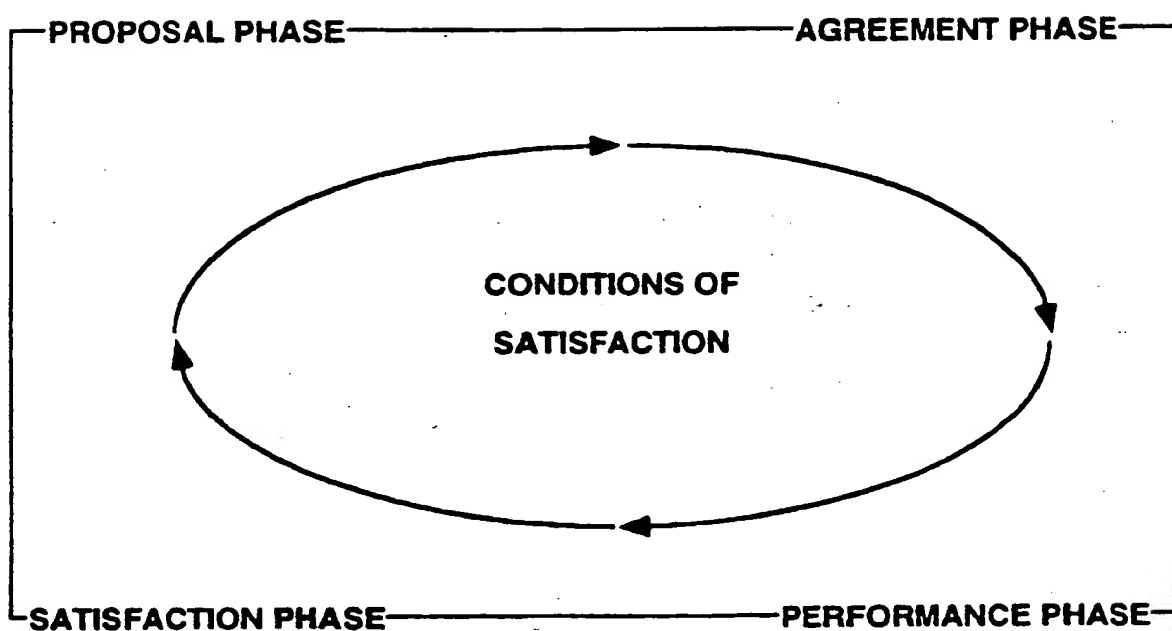 PROPOSAL PHASE
AGREEMENT PHASE
CONDITIONS OF
SATISFACTION
SATISFACTION PHASE
PERFORMANCE PHASE